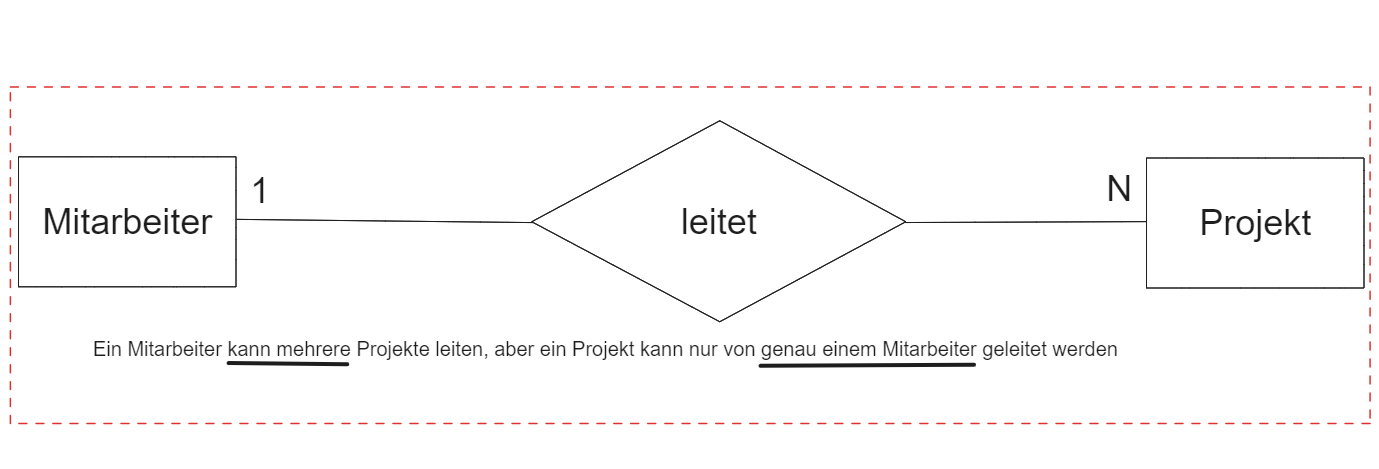 1
N
Mitarbeiter
leitet
Projekt
Ein Mitarbeiter kann mehrere Projekte leiten, aber ein Projekt kann nur von genau einem Mitarbeiter geleitet werden